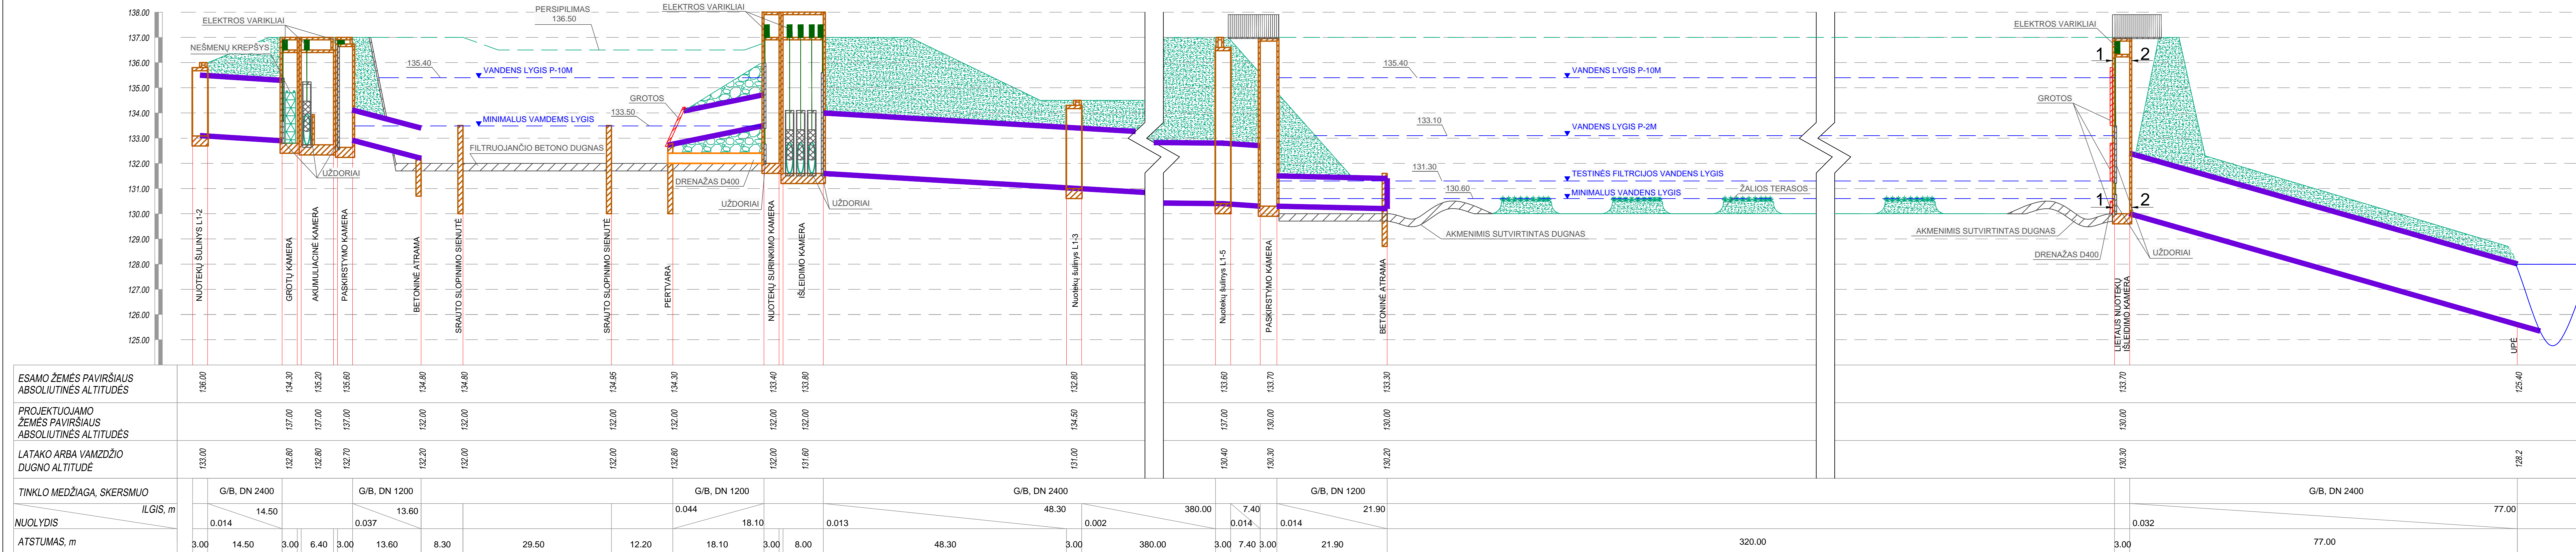 138.00
137.00
136.00
135.00
134.00
133.00
132.00
131.00
130.00
129.00
128.00
127.00
126.00
125.00
ELEKTROS VARIKLIAI
NEŠMENŲ KREPŠYS
PERSIPILIMAS
136.50
ELEKTROS VARIKLIAI
135.40
VANDENS LYGIS P-10M
GROTOS
133.50
MINIMALUS VAMDEMS LYGIS
FILTRUOJANČIO BETONO DUGNAS
UŽDORIAI
DRENAŽAS D400
UŽDORIAI
UŽDORIAI
135.40
VANDENS LYGIS P-10M
133.10
VANDENS LYGIS P-2M
131.30
TESTINĖS FILTRCIJOS VANDENS LYGIS
130.60
MINIMALUS VANDENS LYGIS
ŽALIOS TERASOS
AKMENIMIS SUTVIRTINTAS DUGNAS
AKMENIMIS SUTVIRTINTAS DUGNAS
ELEKTROS VARIKLIAI
1 2
GROTOS
1 2
DRENAŽAS D400
UŽDORIAI
NUOTEKŲ ŠULINYS L1-2
GROTŲ KAMERA
AKUMULIACINĖ KAMERA
PASKIRSTYMO KAMERA
BETONINĖ ATRAMA
SRAUTO SLOPINIMO SIENUTĖ
SRAUTO SLOPINIMO SIENUTĖ
PERTVARA
NUOTEKŲ SURINKIMO KAMERA
IŠLEIDIMO KAMERA
Nuotekų šulinys L1-3
Nuotekų šulinys L1-5
PASKIRSTYMO KAMERA
BETONINĖ ATRAMA
LIETAUS NUOTEKŲ
IŠLEIDIMO KAMERA
UPĖ
ESAMO ŽEMĖS PAVIRŠIAUS
ABSOLIUTINĖS ALTITUDĖS
136.00 134.30 135.20 135.60 134.80 134.80 134.95 134.30 133.40 133.80 132.80 133.60 133.70 133.30 133.70 125.40
PROJEKTUOJAMO
ŽEMĖS PAVIRŠIAUS
ABSOLIUTINĖS ALTITUDĖS
137.00 137.00 137.00 132.00 132.00 132.00 132.00 132.00 132.00 134.50 137.00 130.00 130.00 130.00
LATAKO ARBA VAMZDŽIO
DUGNO ALTITUDĖ
133.00 132.80 132.80 132.70 132.20 132.00 132.00 132.80 132.00 131.60 131.00 130.40 130.30 130.20 130.30 128.2
TINKLO MEDŽIAGA, SKERSMUO
G/B, DN 2400 G/B, DN 1200 G/B, DN 1200 G/B, DN 2400 G/B, DN 1200 G/B, DN 2400
ILGIS, m
14.50 13.60 0.044 48.30 380.00 7.40 21.90 77.00
NUOLYDIS
0.014 0.037 18.10 0.013 0.002 0.014 0.014 0.032
ATSTUMAS, m
3.00 14.50 3.00 6.40 3.00 13.60 8.30 29.50 12.20 18.10 3.00 8.00 48.30 3.00 380.00 3.00 7.40 3.00 21.90 320.00 3.00 77.00